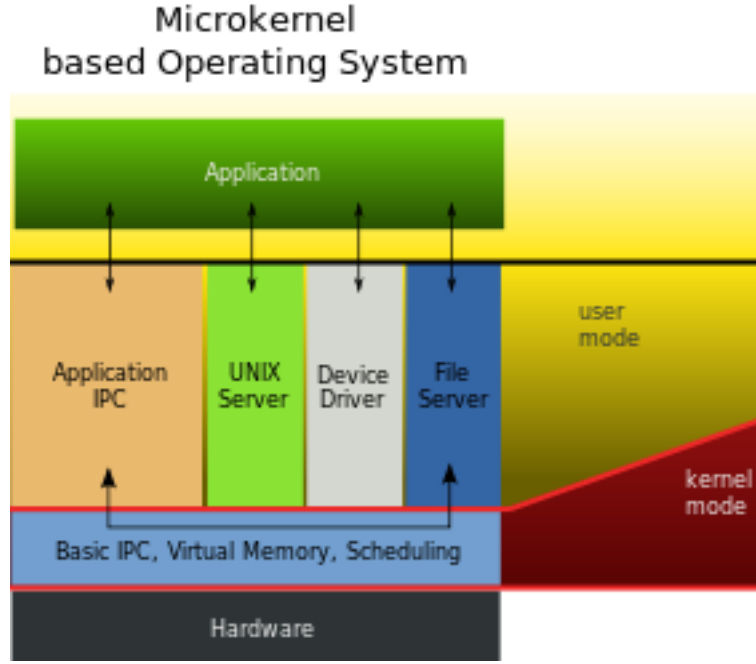 Microkernel
based Operating System
Application
Application
IPC
UNIX
Server
Device
Driver
File
Server
user
mode
kernel
mode
Basic IPC, Virtual Memory, Scheduling
Hardware